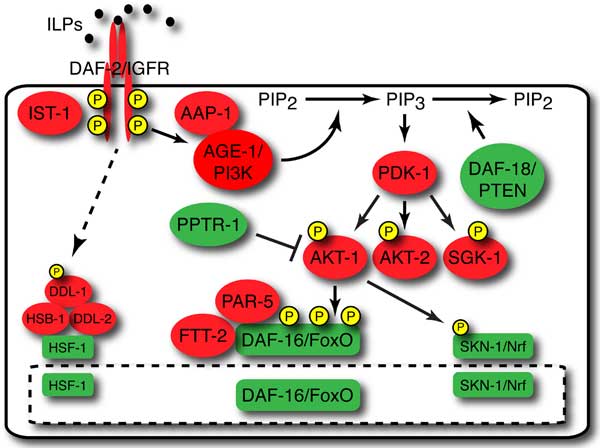 ILPs
DAF-2/IGFR
IST-1
P P
P P
AAP-1
AGE-1/
PI3K
PIP2
PIP3
PIP2
PDK-1
DAF-18/
PTEN
PPTR-1
P
AKT-1
P
AKT-2
P
SGK-1
P
DDL-1
HSB-1
DDL-2
HSF-1
PAR-5
FTT-2
P P P
DAF-16/FoxO
P
SKN-1/Nrf
HSF-1
DAF-16/FoxO
SKN-1/Nrf